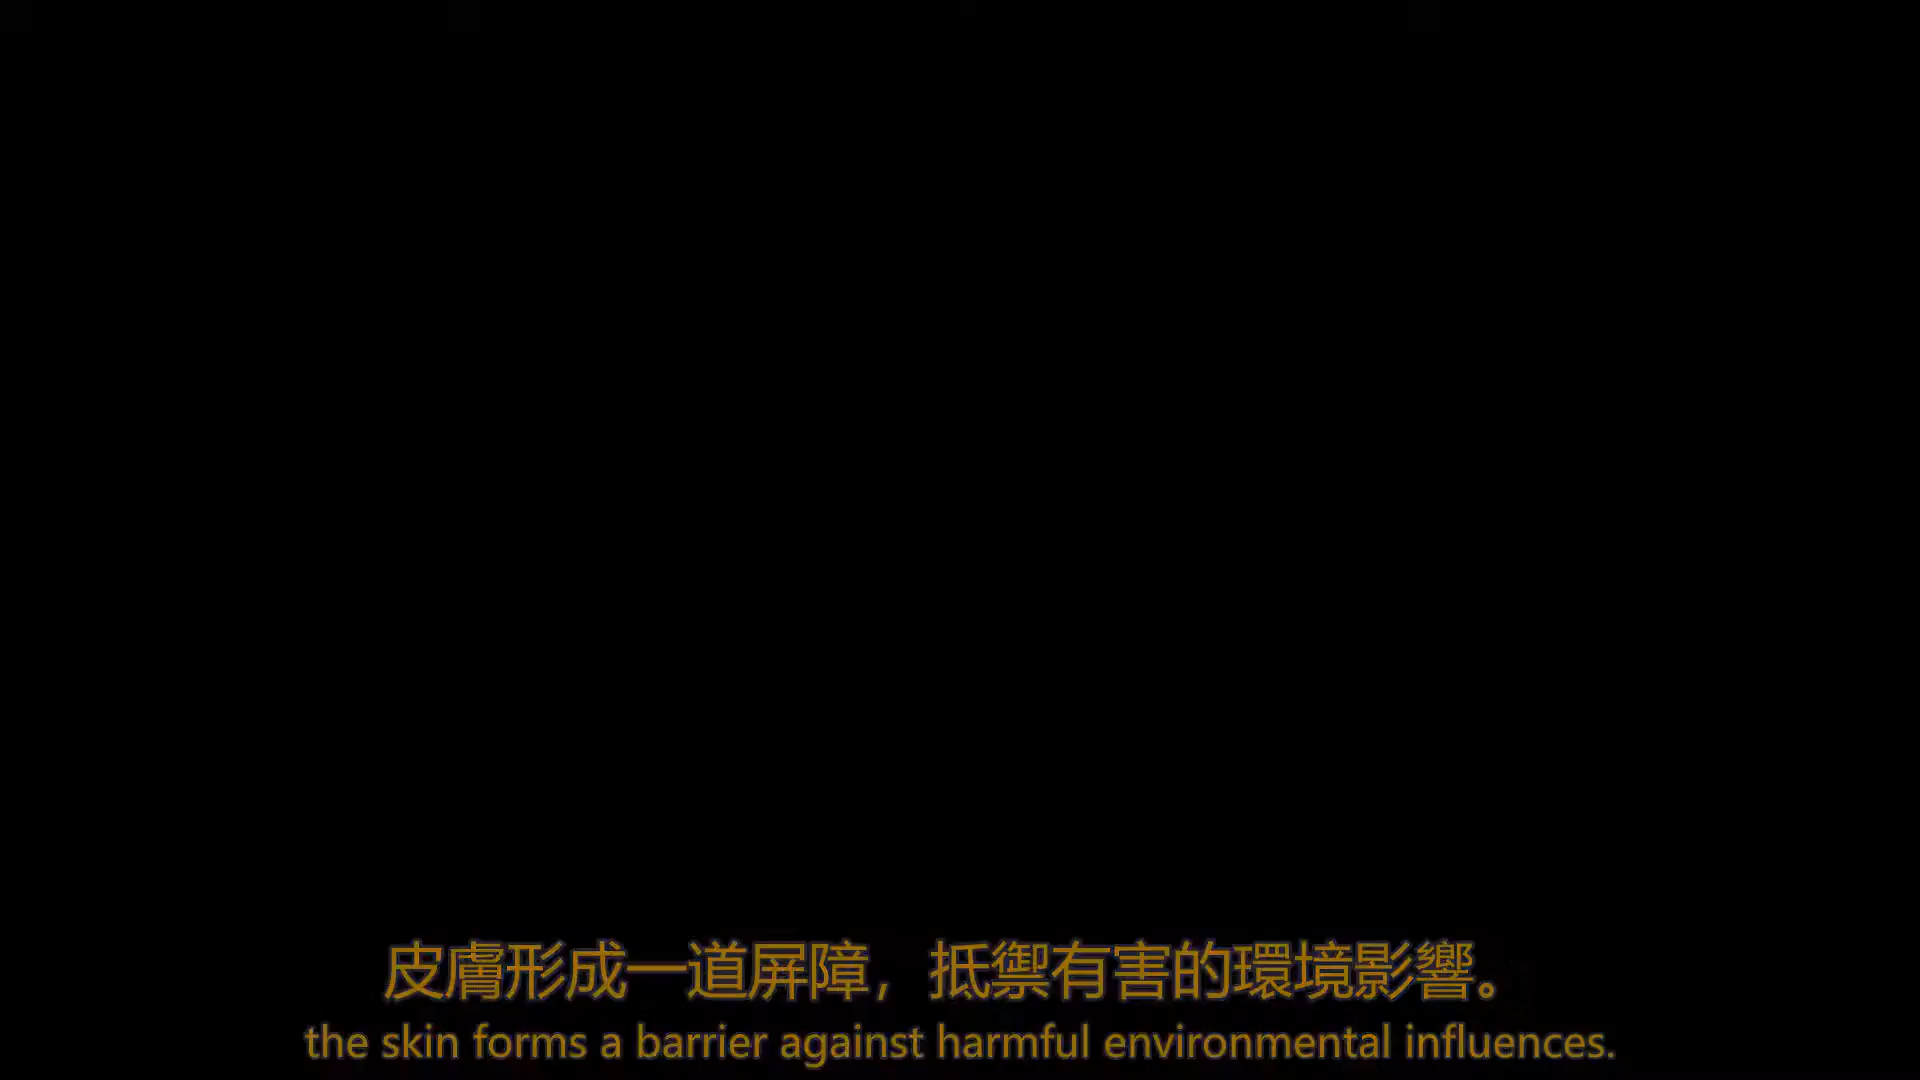 皮膚形成一道屏障，抵禦有害的環境影響。
the skin forms a barrier against harmful environmental influences.